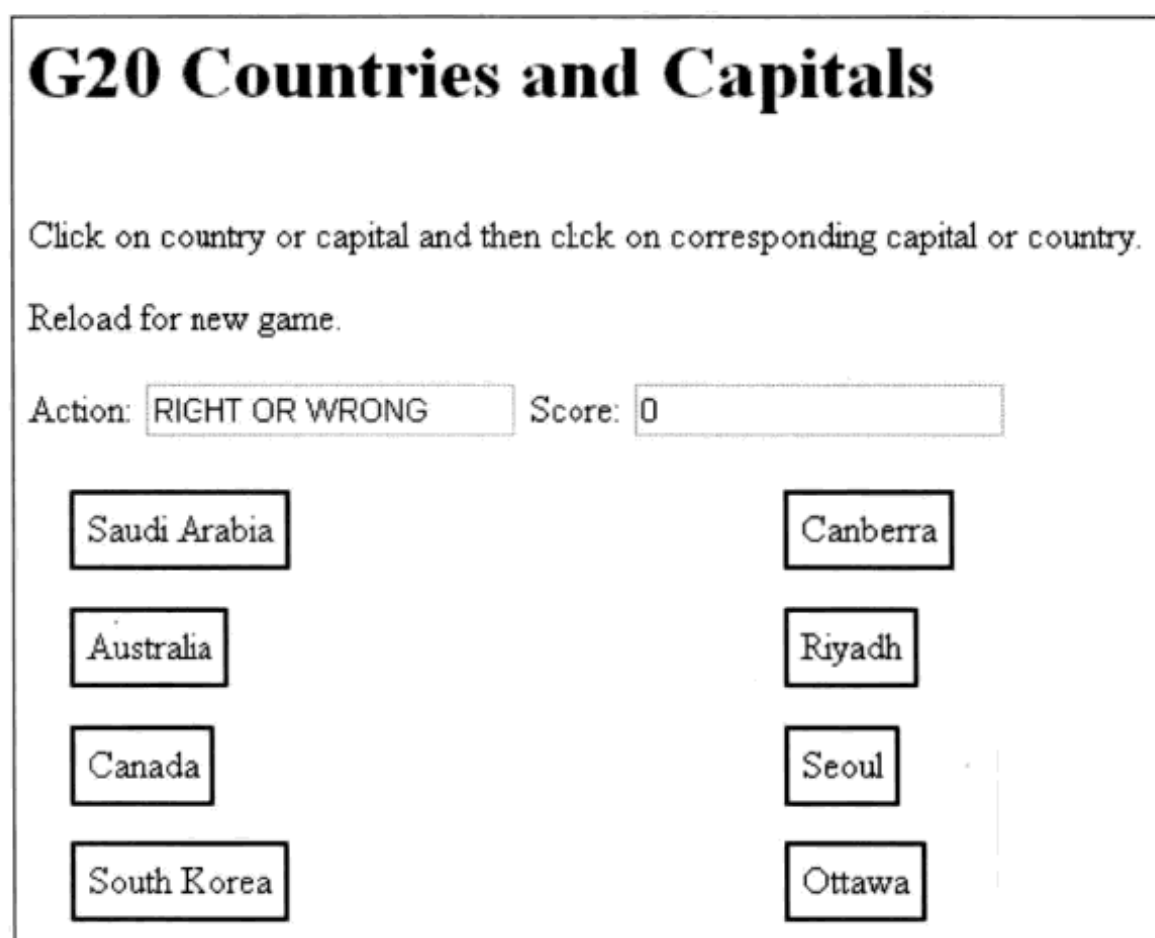 G20 Countries and Capitals
Click on country or capital and then click on corresponding capital or country.
Reload for new game.
Action: RIGHT OR WRONG Score: 0
Saudi Arabia Canberra
Australia Riyadh
Canada Seoul
South Korea Ottawa